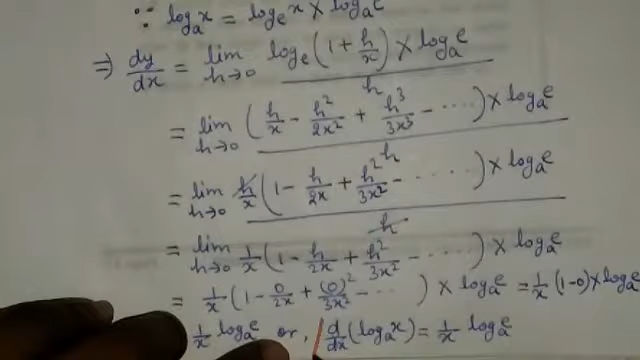 ∵ logₐx = logₑx × logₐe
⇒ dy/dx = lim h→0 logₑ(1 + h/x) × logₐe / h
= lim h→0 (h/x - h²/2x² + h³/3x³ - ·····) × logₐe / h
= lim h→0 h/x (1 - h/2x + h²/3x² - ·····) × logₐe / h
= lim h→0 1/x (1 - h/2x + h²/3x² - ·····) × logₐe
= 1/x (1 - 0/2x + (0)²/3x² - ···) × logₐe = 1/x (1-0) × logₐe
1/x logₐe or, d/dx (logₐx) = 1/x logₐe